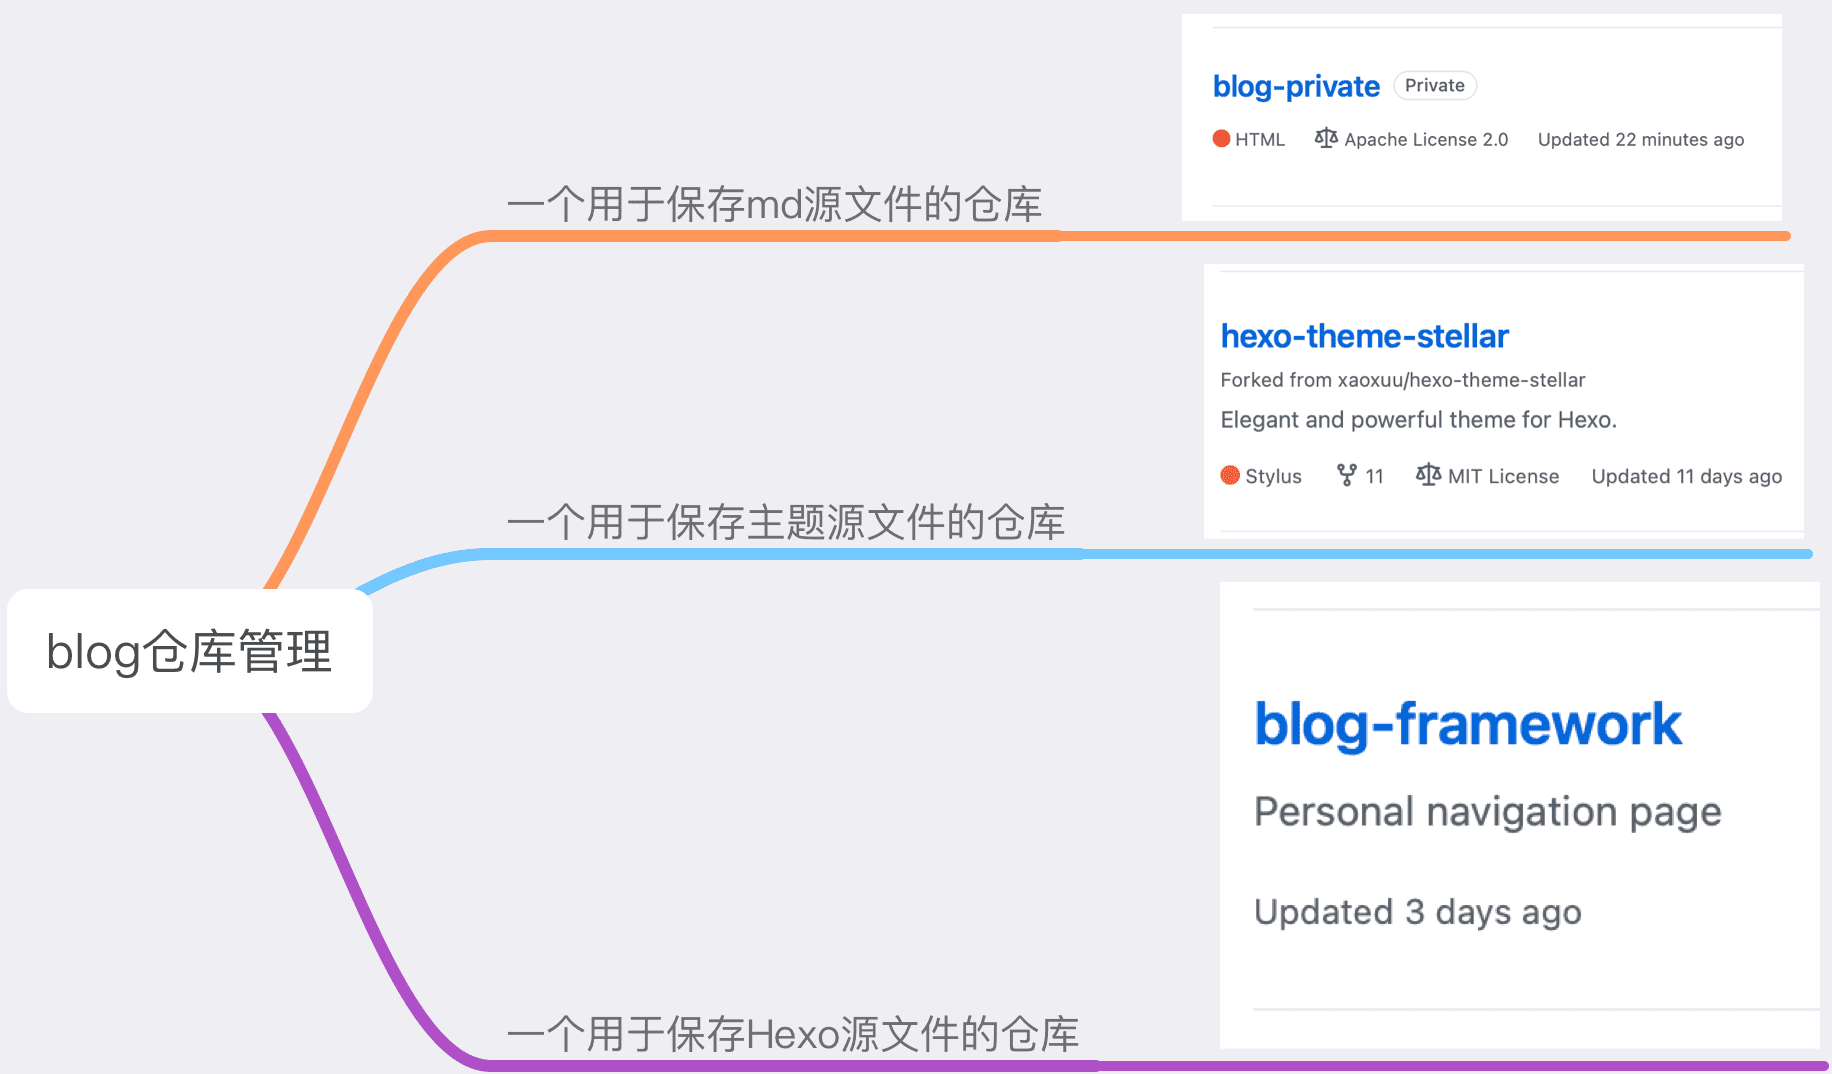 blog仓库管理
一个用于保存md源文件的仓库
blog-private Private
HTML Apache License 2.0 Updated 22 minutes ago
一个用于保存主题源文件的仓库
hexo-theme-stellar
Forked from xaoxuu/hexo-theme-stellar
Elegant and powerful theme for Hexo.
Stylus 11 MIT License Updated 11 days ago
一个用于保存Hexo源文件的仓库
blog-framework
Personal navigation page
Updated 3 days ago